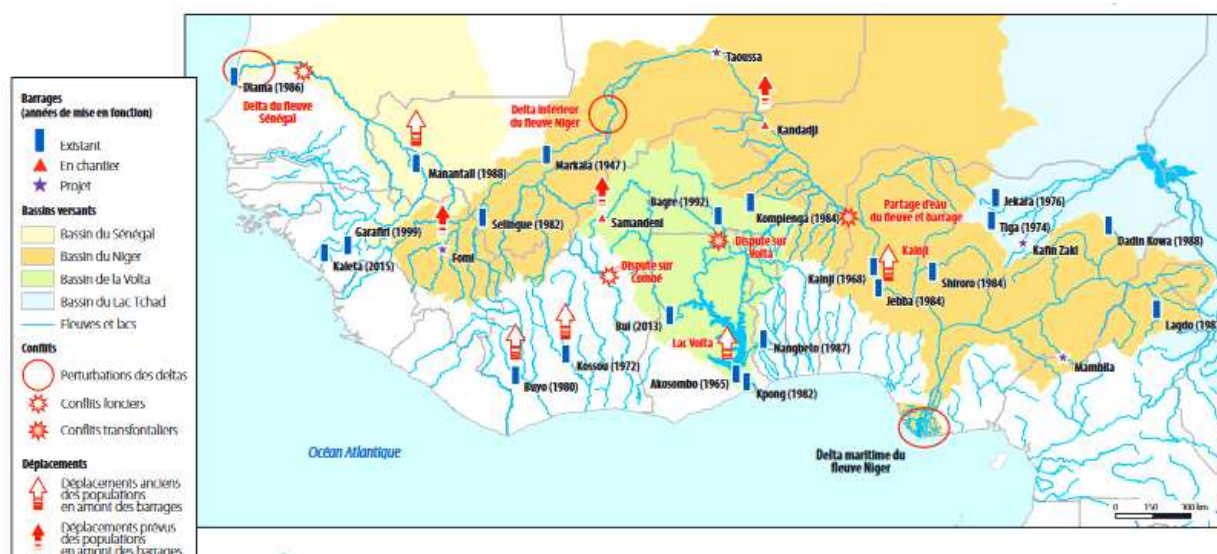 Barrages
(années de mise en fonction)
Existant
En chantier
Projet
Bassins versants
Bassin du Sénégal
Bassin du Niger
Bassin de la Volta
Bassin du Lac Tchad
Fleuves et lacs
Conflits
Perturbations des deltas
Conflits fonciers
Conflits transfontaliers
Déplacements
Déplacements anciens
des populations
en amont des barrages
Déplacements prévus
des populations
en amont des barrages
Taoussa
Diama (1986)
Delta du fleuve
Sénégal
Delta intérieur
du fleuve Niger
Kandadji
Manantali (1988)
Markala (1947)
Selingue (1982)
Samandeni
Bagre (1992)
Kompienga (1984)
Partage d'eau
du fleuve et barrage
Jekara (1976)
Tiga (1974)
Kafin Zaki
Dadin Kowa (1988)
Garafiri (1999)
Kaleta (2015)
Fomi
Dispute sur
Volta
Dispute sur
Comoé
Kainji
Kainji (1968)
Jebba (1984)
Shiroro (1984)
Lagdo (198
Bui (2013)
Lac Volta
Nangbeto (1987)
Mambila
Kossou (1972)
Buyo (1980)
Akosombo (1965)
Kpong (1982)
Océan Atlantique
Delta maritime du
fleuve Niger
0 150 300 km